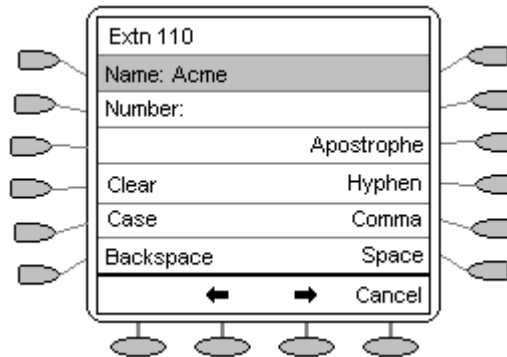 Extn 110
Name: Acme
Number:
Apostrophe
Clear Hyphen
Case Comma
Backspace Space
Cancel